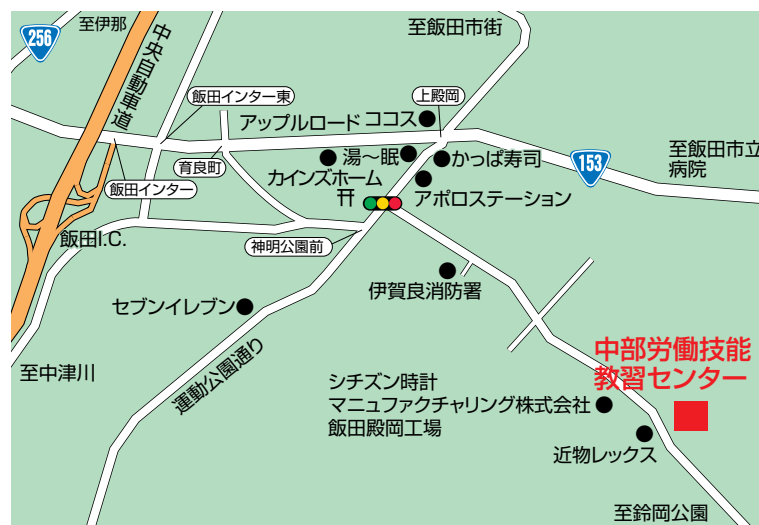 至伊那
256
中央自動車道
至飯田市街
飯田インター東
上殿岡
アップルロード
ココス
育良町
湯〜眠
かっぱ寿司
153
至飯田市立
病院
飯田インター
カインズホーム
アポロステーション
飯田I.C.
神明公園前
伊賀良消防署
セブンイレブン
運動公園通り
至中津川
中部労働技能
教習センター
シチズン時計
マニュファクチャリング株式会社
飯田殿岡工場
近物レックス
至鈴岡公園